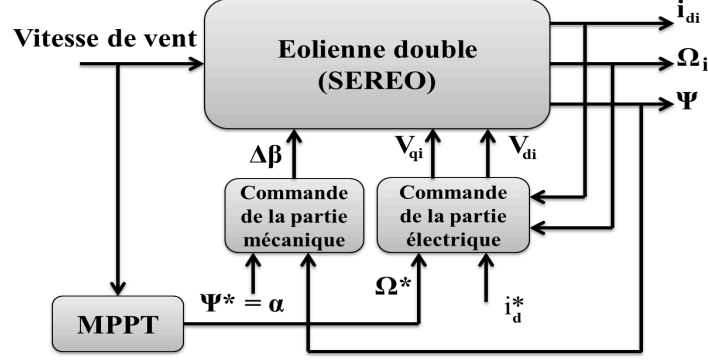 i_di
Vitesse de vent
Eolienne double
(SEREO)
Ω_i
Ψ
Δβ
V_qi
V_di
Commande
de la partie
mécanique
Commande
de la partie
électrique
Ψ* = α
Ω*
i_d*
MPPT